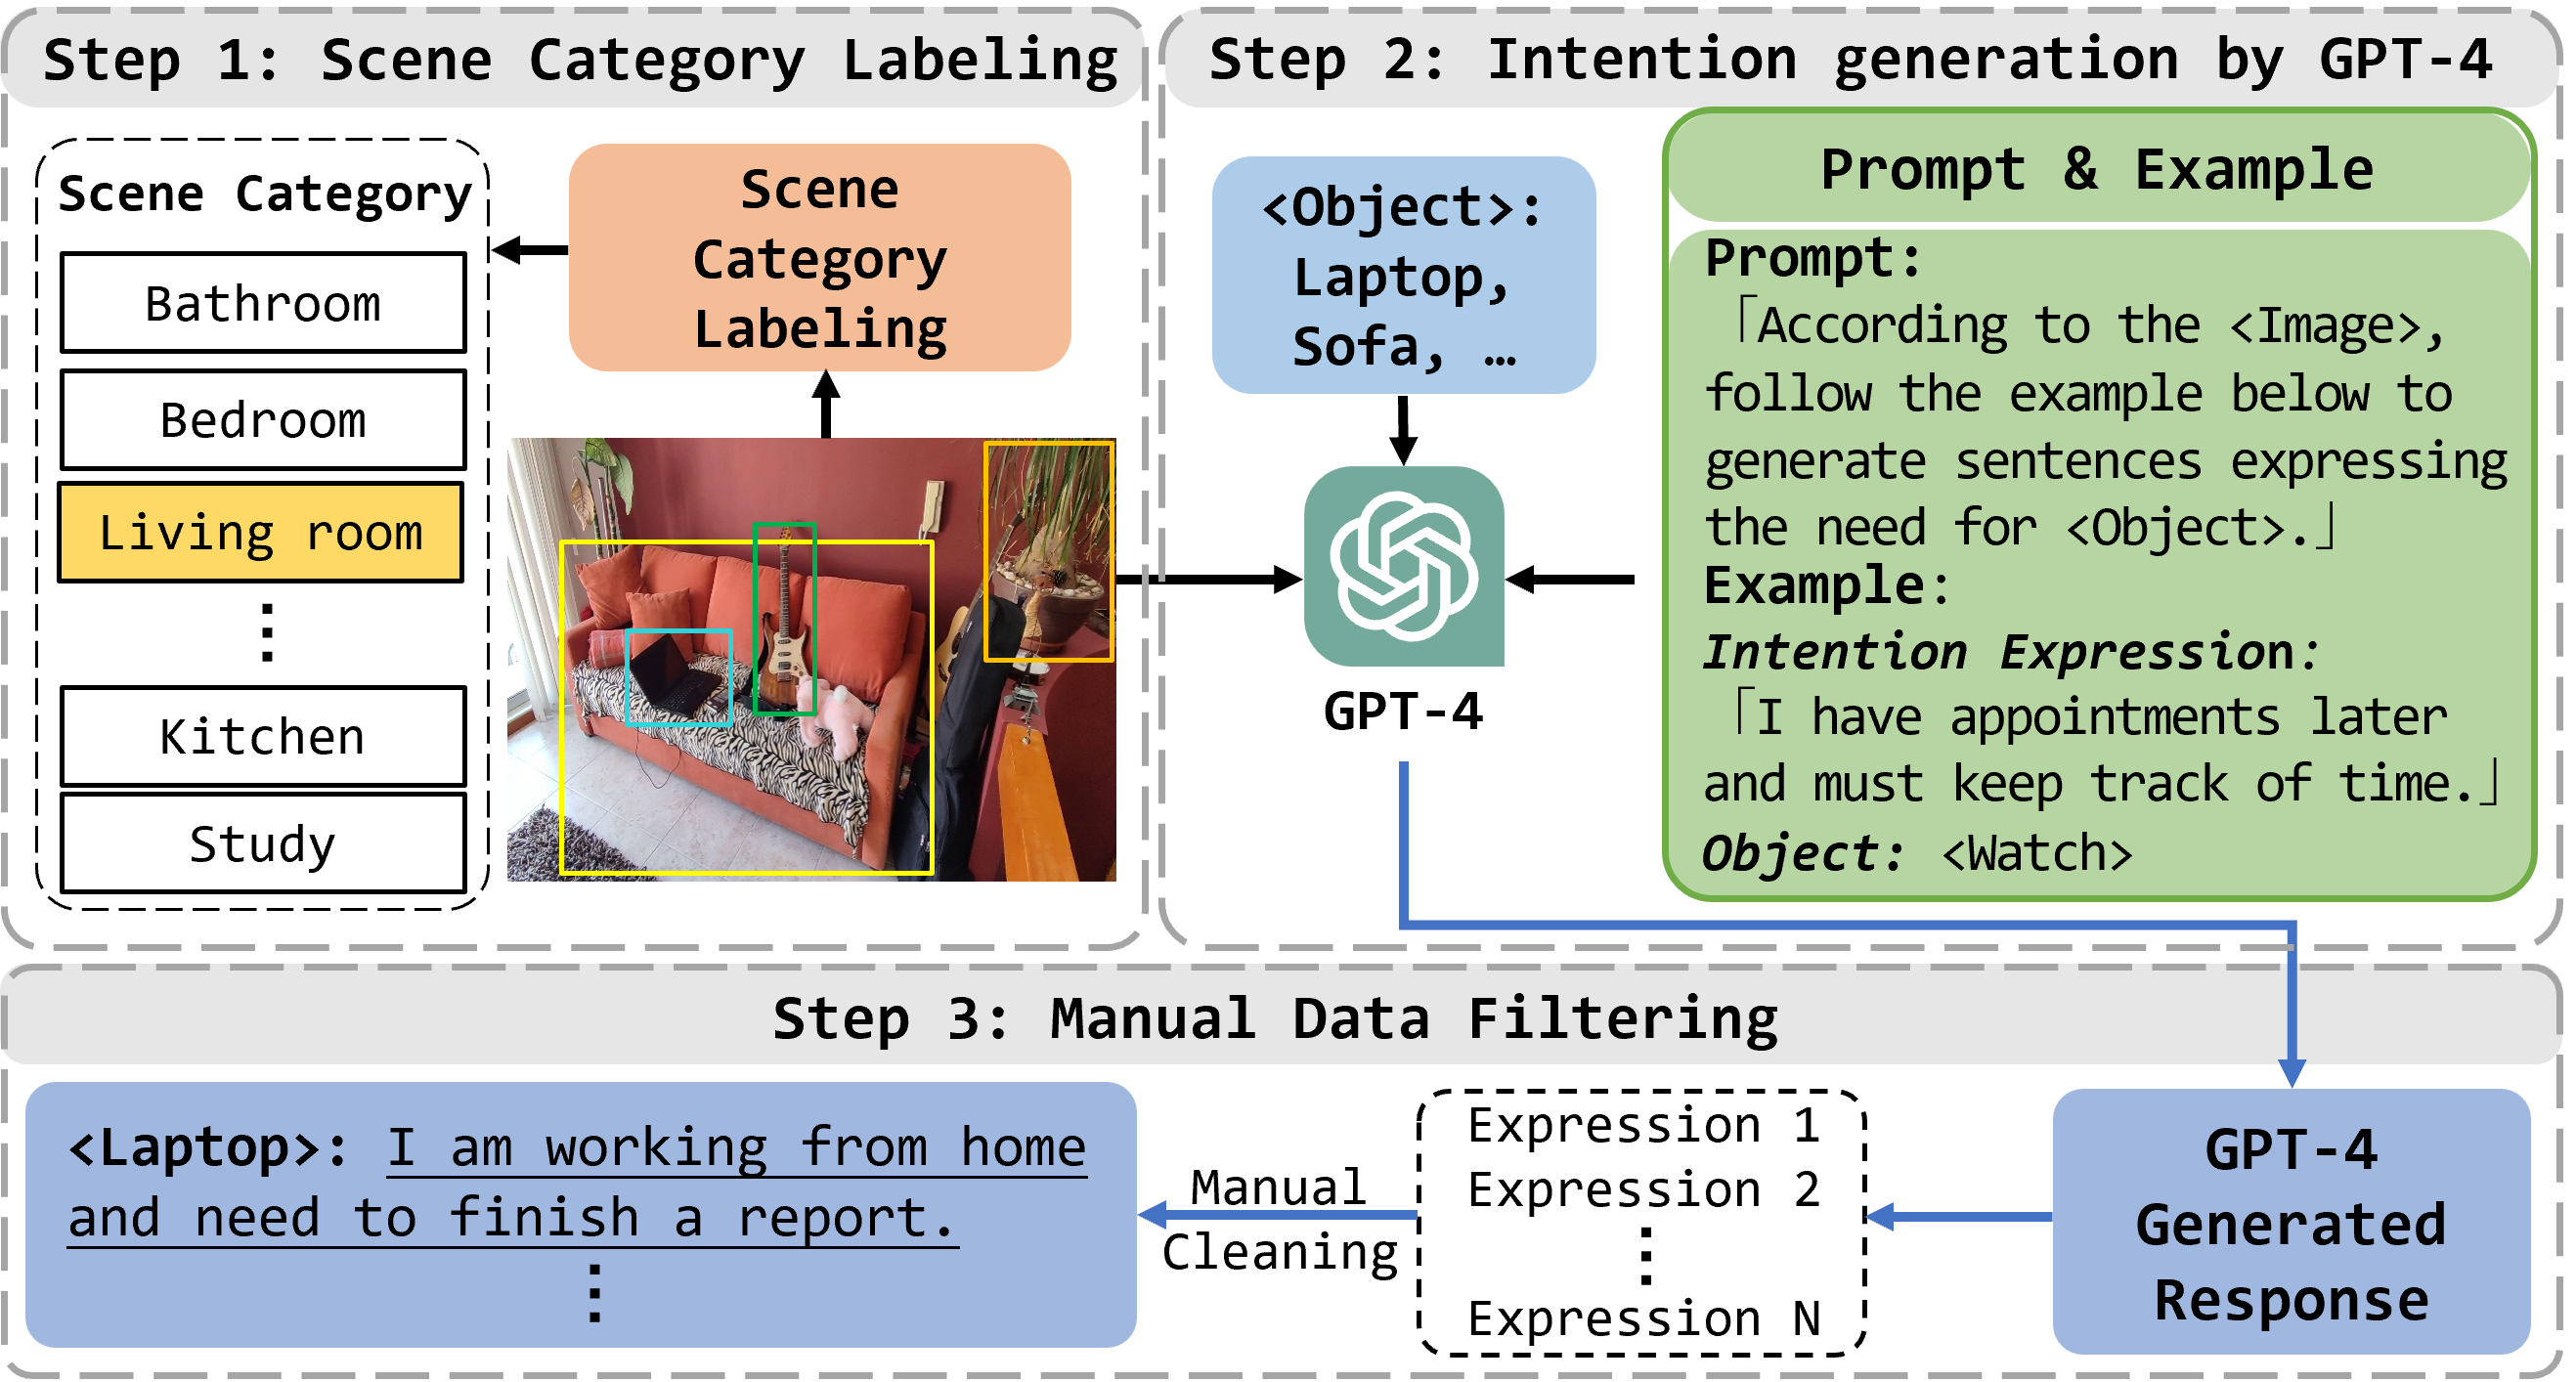 Step 1: Scene Category Labeling
Scene Category
Bathroom
Bedroom
Living room
⋮
Kitchen
Study
Scene
Category
Labeling
Step 2: Intention generation by GPT-4
<Object>:
Laptop,
Sofa, …
GPT-4
Prompt & Example
Prompt:
「According to the <Image>,
follow the example below to
generate sentences expressing
the need for <Object>.」
Example:
Intention Expression:
「I have appointments later
and must keep track of time.」
Object: <Watch>
Step 3: Manual Data Filtering
<Laptop>: I am working from home
and need to finish a report.
⋮
Manual
Cleaning
Expression 1
Expression 2
⋮
Expression N
GPT-4
Generated
Response